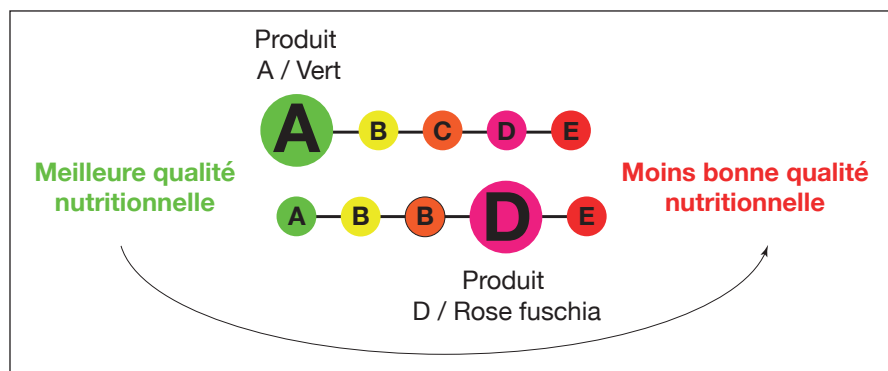 Produit
A / Vert
A B C D E
Meilleure qualité
nutritionnelle
Moins bonne qualité
nutritionnelle
A B B D E
Produit
D / Rose fuschia